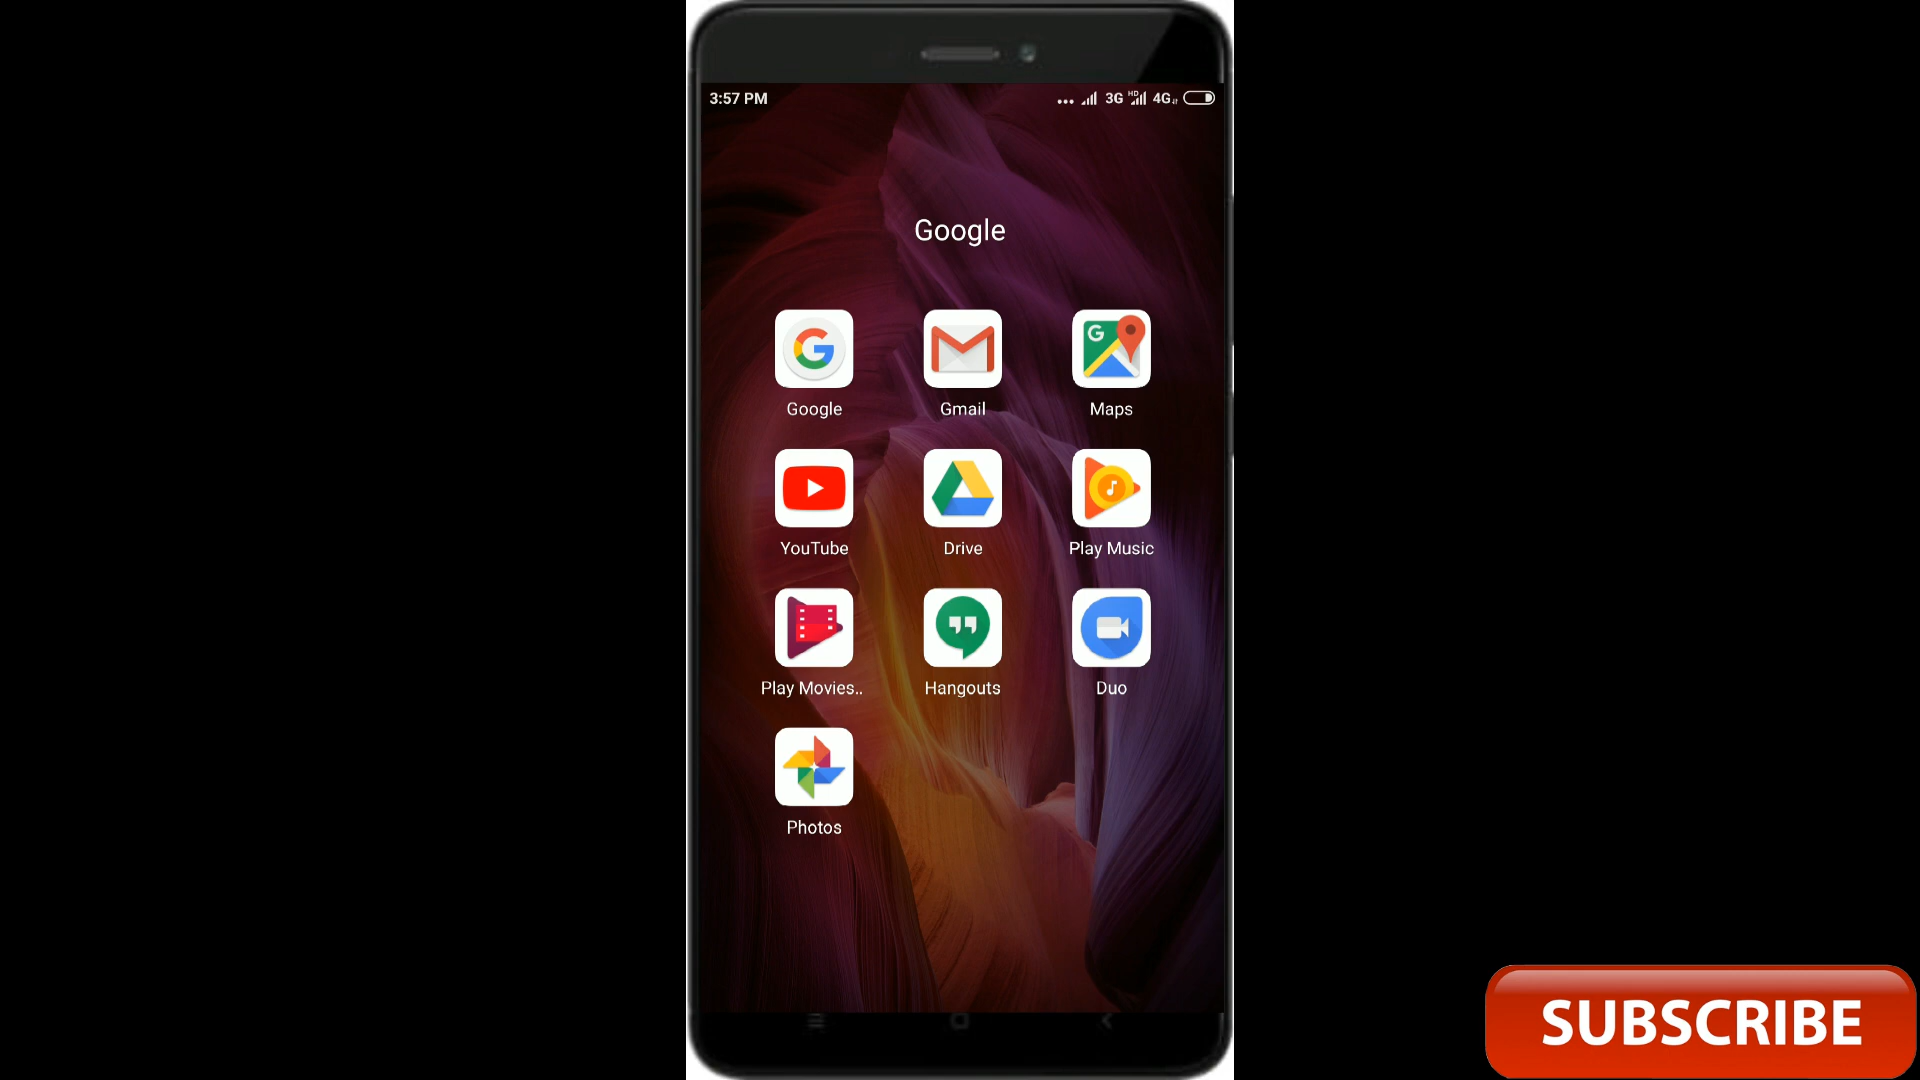 3:57 PM
... 3G HD 4G
Google
Google Gmail Maps
YouTube Drive Play Music
Play Movies.. Hangouts Duo
Photos
SUBSCRIBE